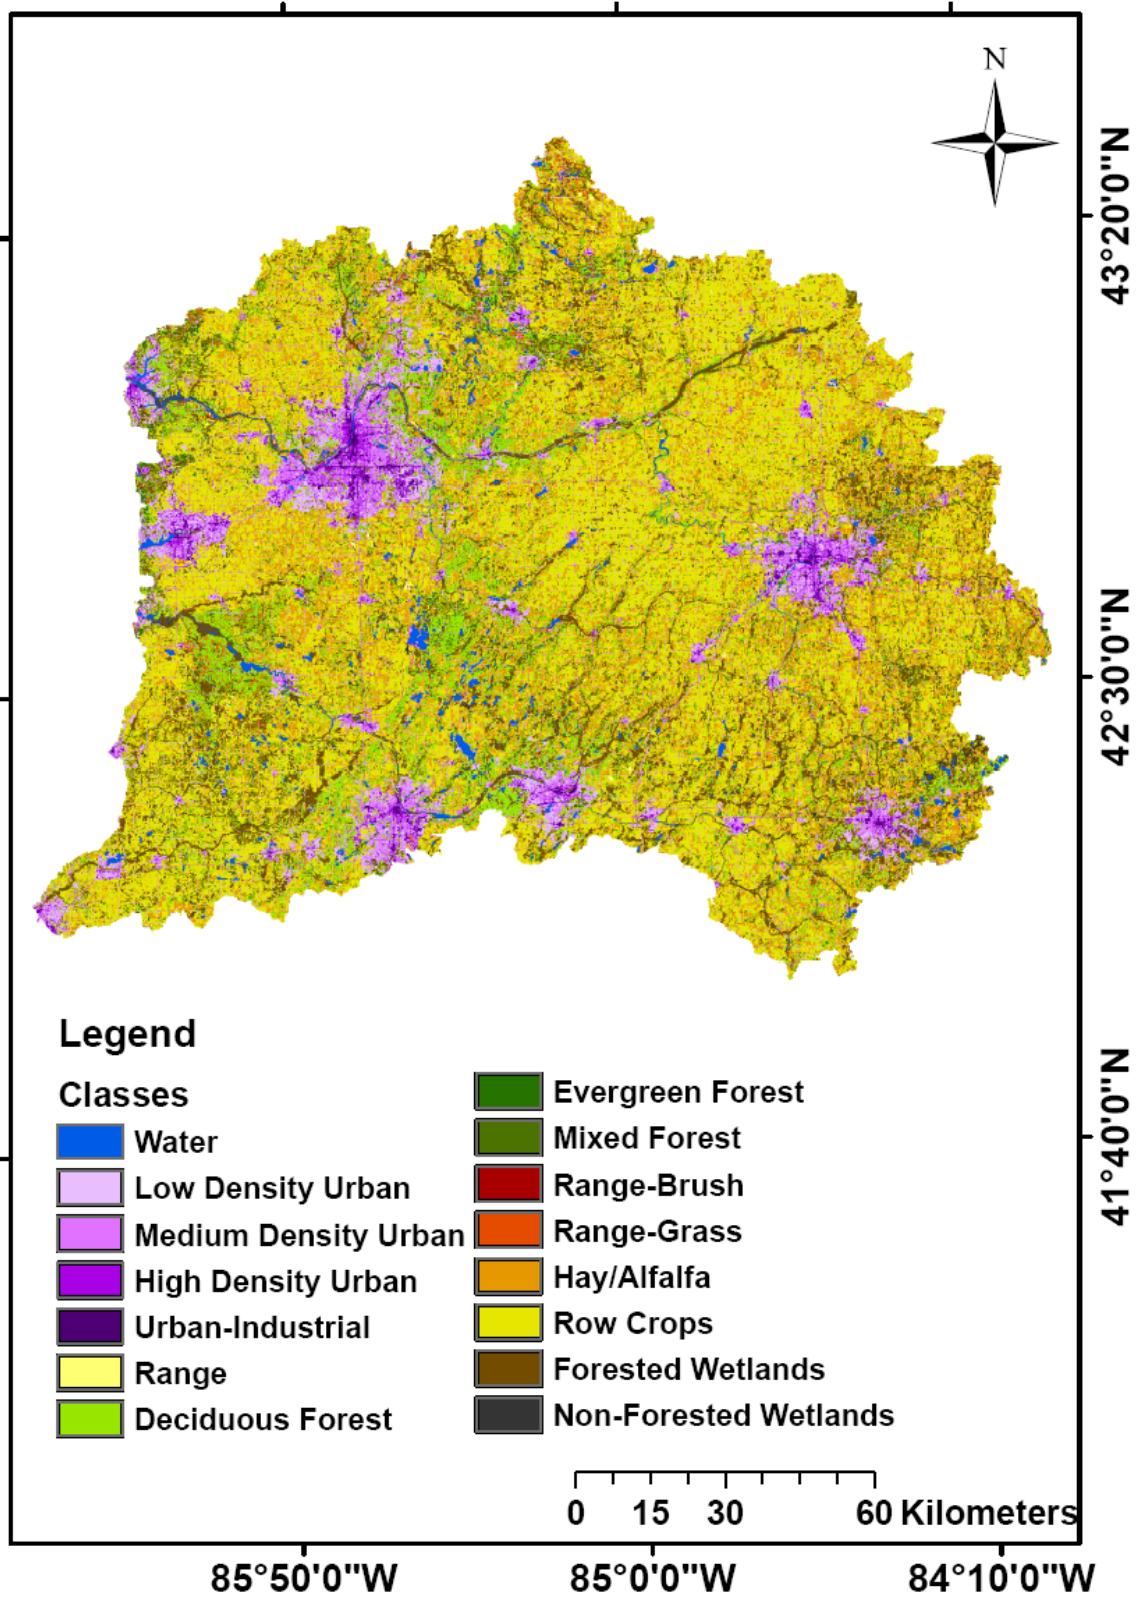 N
43°20'0"N
42°30'0"N
41°40'0"N
Legend
Classes
Water
Low Density Urban
Medium Density Urban
High Density Urban
Urban-Industrial
Range
Deciduous Forest
Evergreen Forest
Mixed Forest
Range-Brush
Range-Grass
Hay/Alfalfa
Row Crops
Forested Wetlands
Non-Forested Wetlands
0 15 30 60 Kilometers
85°50'0"W 85°0'0"W 84°10'0"W